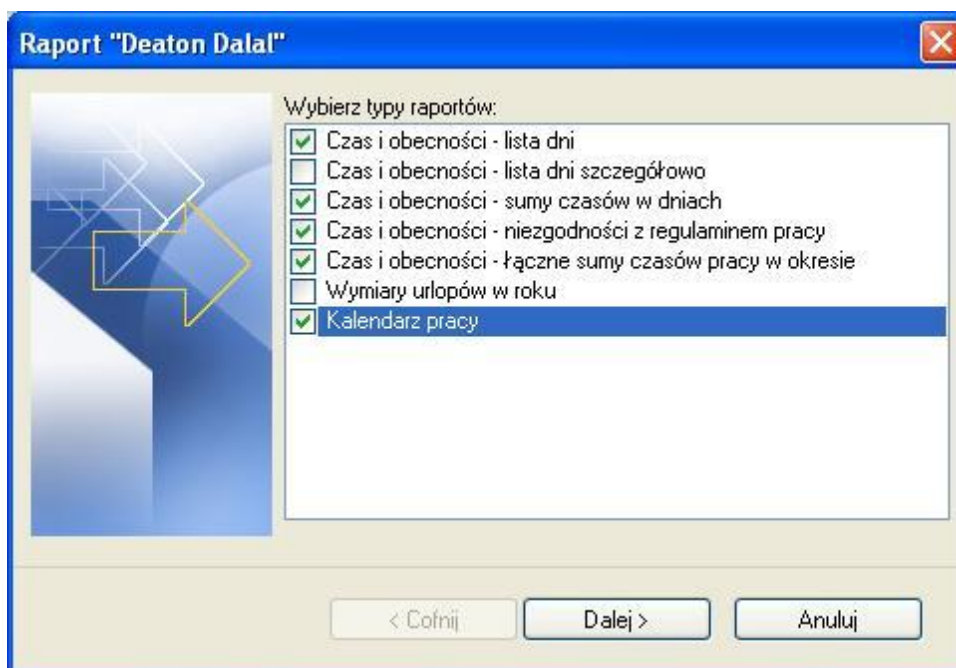 Raport "Deaton Dalal"
Wybierz typy raportów:
Czas i obecności - lista dni
Czas i obecności - lista dni szczegółowo
Czas i obecności - sumy czasów w dniach
Czas i obecności - niezgodności z regulaminem pracy
Czas i obecności - łączne sumy czasów pracy w okresie
Wymiary urlopów w roku
Kalendarz pracy
< Cofnij Dalej > Anuluj